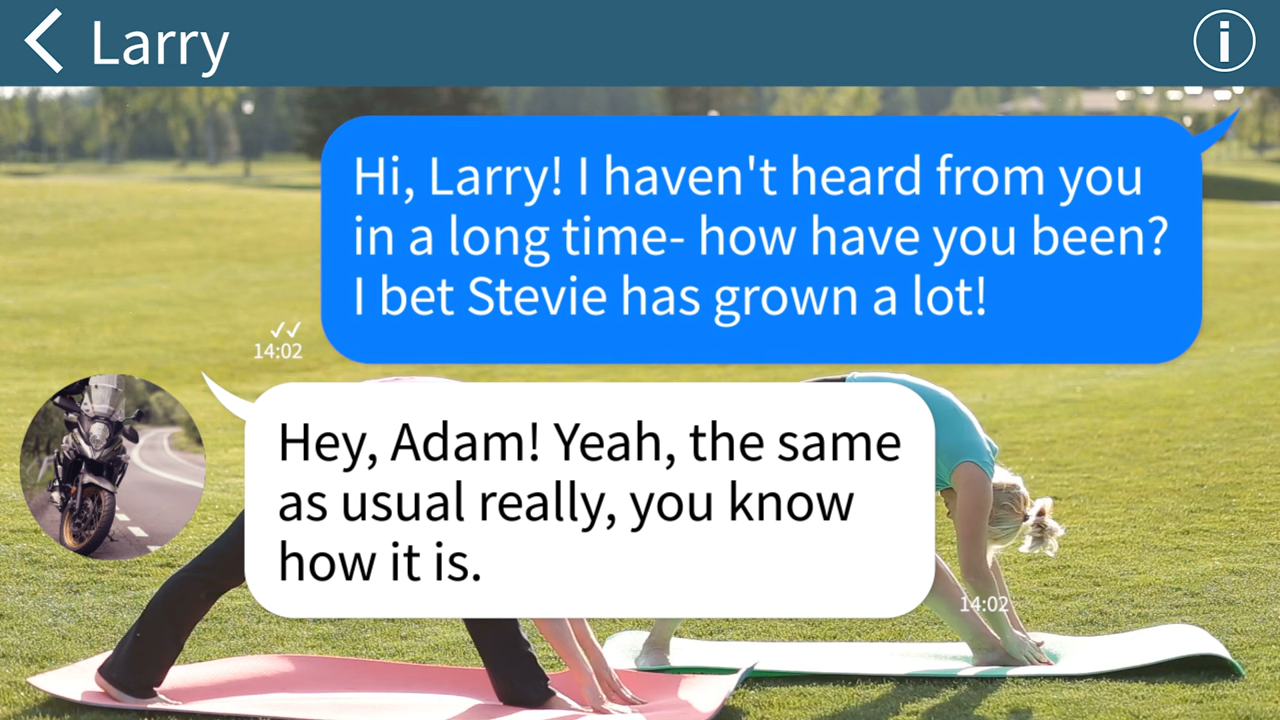 Larry
Hi, Larry! I haven't heard from you
in a long time- how have you been?
I bet Stevie has grown a lot!
14:02
Hey, Adam! Yeah, the same
as usual really, you know
how it is.
14:02